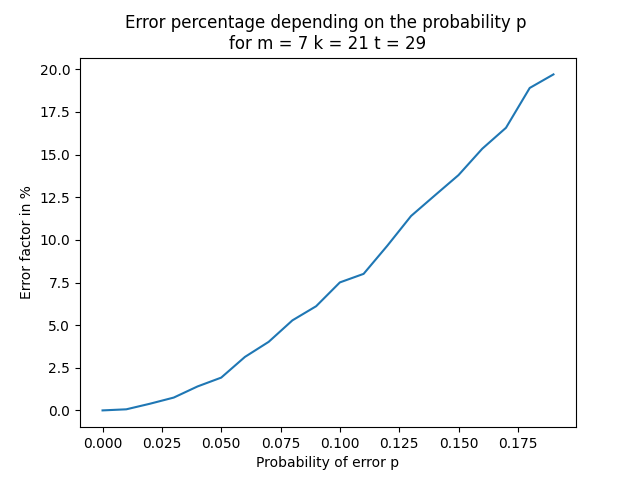 Error percentage depending on the probability p
for m = 7 k = 21 t = 29
20.0
17.5
15.0
12.5
10.0
7.5
5.0
2.5
0.0
Error factor in %
0.000 0.025 0.050 0.075 0.100 0.125 0.150 0.175
Probability of error p